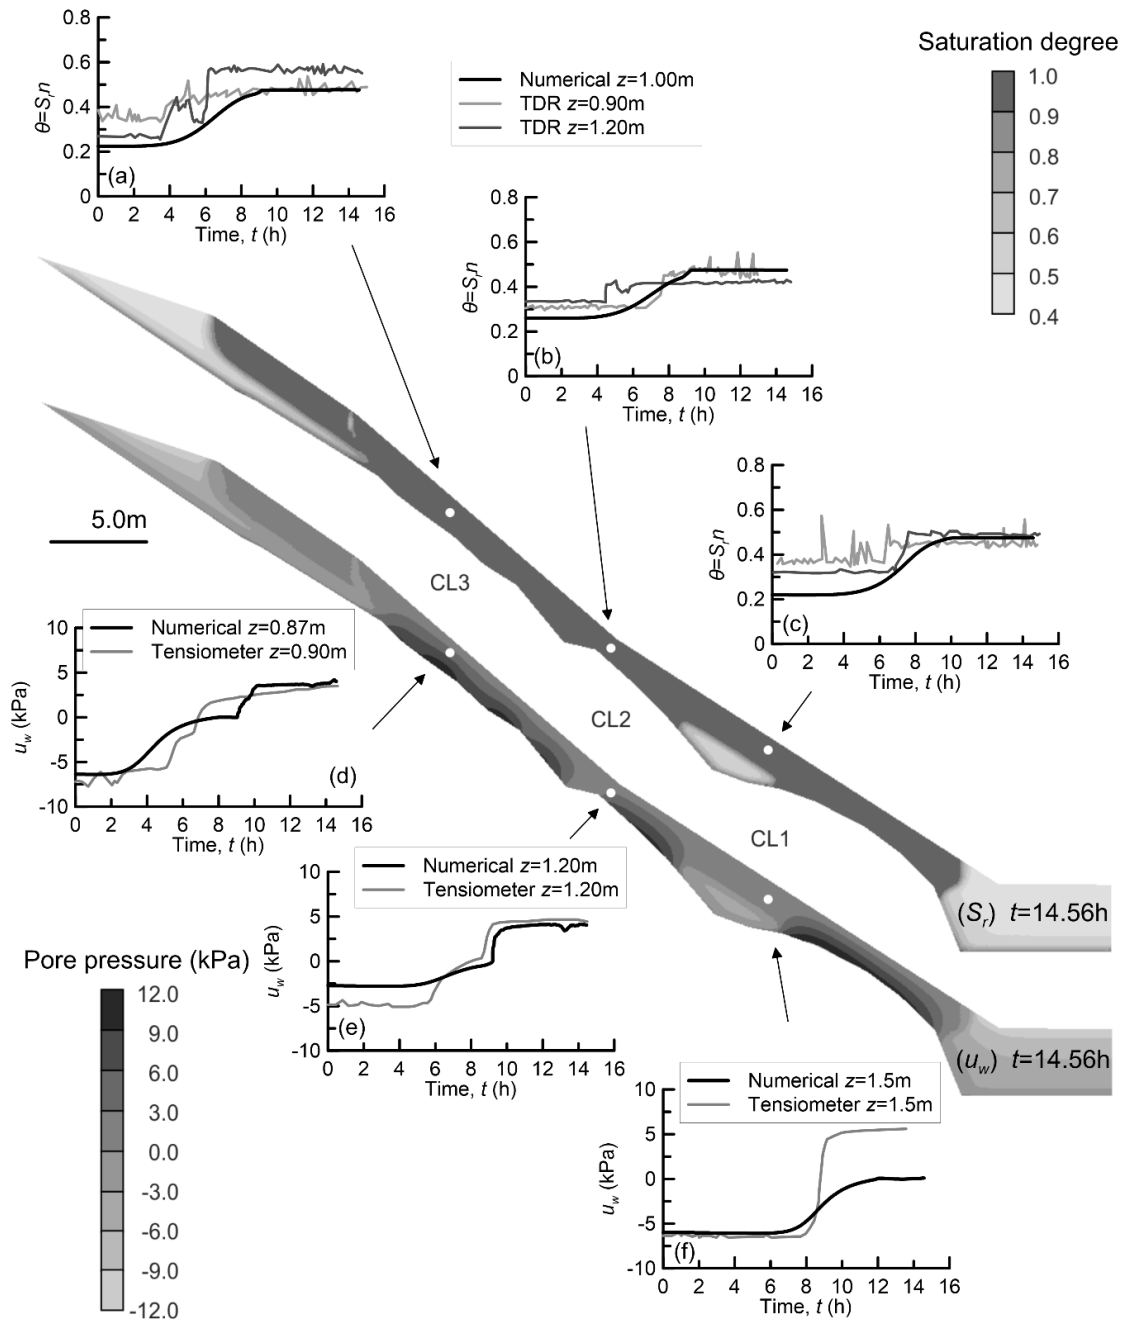 0.8
0.6
0.4
0.2
0
θ=Sᵣn
(a)
0 2 4 6 8 10 12 14 16
Time, t (h)
Numerical z=1.00m
TDR z=0.90m
TDR z=1.20m
Saturation degree
1.0
0.9
0.8
0.7
0.6
0.5
0.4
0.8
0.6
0.4
0.2
0
θ=Sᵣn
(b)
0 2 4 6 8 10 12 14 16
Time, t (h)
0.8
0.6
0.4
0.2
0
θ=Sᵣn
(c)
0 2 4 6 8 10 12 14 16
Time, t (h)
5.0m
CL3
CL2
CL1
(Sᵣ) t=14.56h
(u_w) t=14.56h
Numerical z=0.87m
Tensiometer z=0.90m
10
5
0
-5
-10
u_w (kPa)
(d)
0 2 4 6 8 10 12 14 16
Time, t (h)
Numerical z=1.20m
Tensiometer z=1.20m
10
5
0
-5
-10
u_w (kPa)
(e)
0 2 4 6 8 10 12 14 16
Time, t (h)
Pore pressure (kPa)
12.0
9.0
6.0
3.0
0.0
-3.0
-6.0
-9.0
-12.0
Numerical z=1.5m
Tensiometer z=1.5m
10
5
0
-5
-10
u_w (kPa)
(f)
0 2 4 6 8 10 12 14 16
Time, t (h)